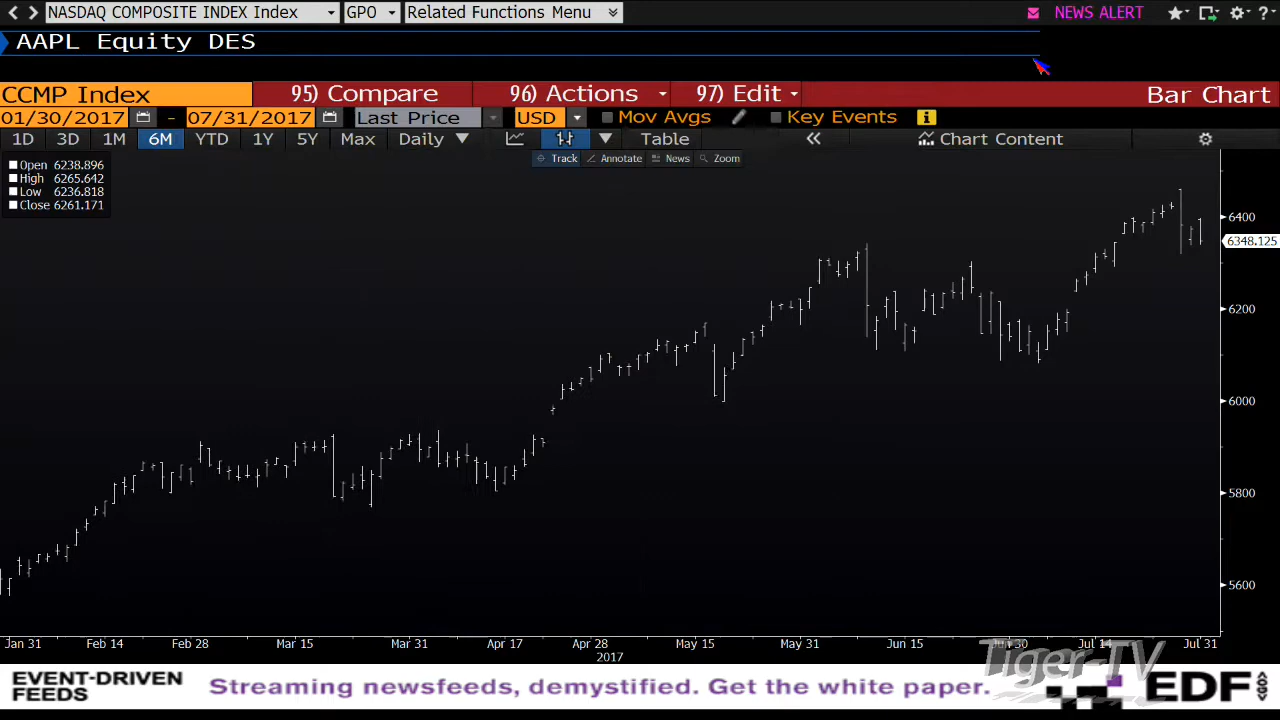 NASDAQ COMPOSITE INDEX Index GPO Related Functions Menu NEWS ALERT ?
AAPL Equity DES
CCMP Index 95) Compare 96) Actions 97) Edit Bar Chart
01/30/2017 - 07/31/2017 Last Price USD Mov Avgs Key Events i
1D 3D 1M 6M YTD 1Y 5Y Max Daily Table Chart Content
Track Annotate News Zoom
Open 6238.896
High 6265.642
Low 6236.818
Close 6261.171
6400
6348.125
6200
6000
5800
5600
Jan 31 Feb 14 Feb 28 Mar 15 Mar 31 Apr 17 Apr 28 May 15 May 31 Jun 15 Jun 30 Jul 14 Jul 31
2017
Tiger-TV
EVENT-DRIVEN
FEEDS
Streaming newsfeeds, demystified. Get the white paper.
EDF